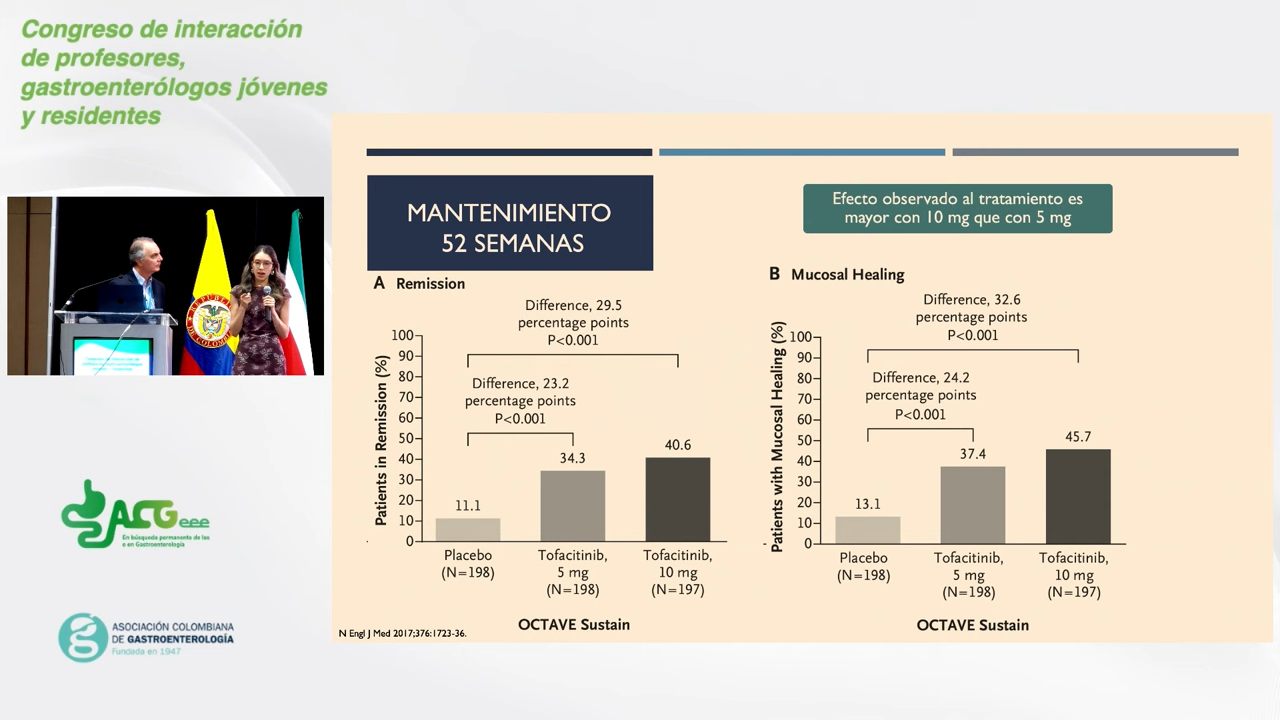 Congreso de interacción
de profesores,
gastroenterólogos jóvenes
y residentes
MANTENIMIENTO
52 SEMANAS
Efecto observado al tratamiento es
mayor con 10 mg que con 5 mg
A Remission
Difference, 29.5
percentage points
P<0.001
Difference, 23.2
percentage points
P<0.001
Patients in Remission (%)
100
90
80
70
60
50
40
30
20
10
0
11.1
34.3
40.6
Placebo
(N=198)
Tofacitinib,
5 mg
(N=198)
Tofacitinib,
10 mg
(N=197)
OCTAVE Sustain
B Mucosal Healing
Difference, 32.6
percentage points
P<0.001
Difference, 24.2
percentage points
P<0.001
Patients with Mucosal Healing (%)
100
90
80
70
60
50
40
30
20
10
0
13.1
37.4
45.7
Placebo
(N=198)
Tofacitinib,
5 mg
(N=198)
Tofacitinib,
10 mg
(N=197)
OCTAVE Sustain
N Engl J Med 2017;376:1723-36.
ACGeee
En búsqueda permanente de las
e en Gastroenterología
ASOCIACIÓN COLOMBIANA
DE GASTROENTEROLOGÍA
Fundada en 1947